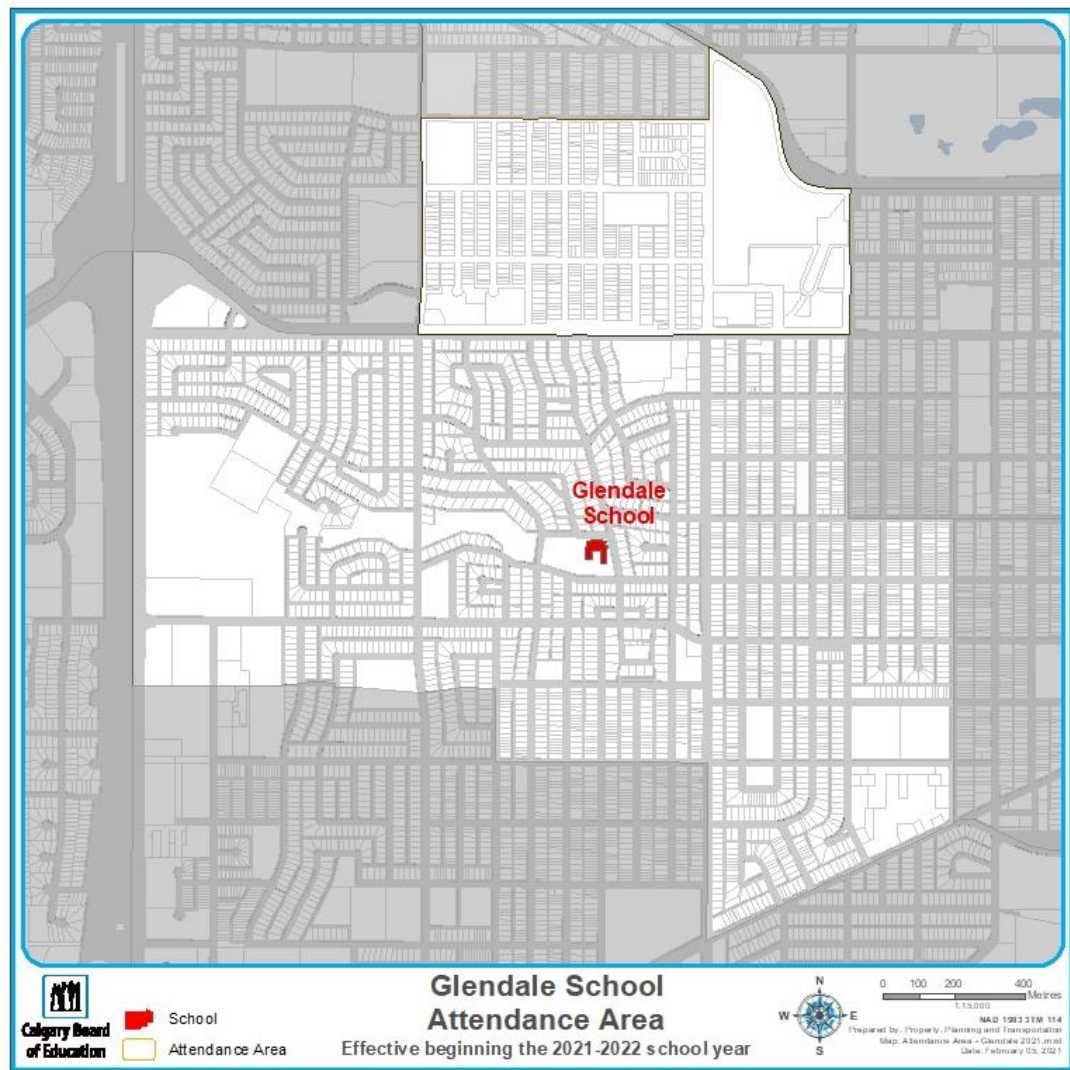 Glendale
School
Calgary Board
of Education
School
Attendance Area
Glendale School
Attendance Area
Effective beginning the 2021-2022 school year
N
W
E
S
0 100 200 400
Metres
1:15,000
NAD 1983 3TM 114
Prepared by: Property, Planning and Transportation
Map: Attendance Area - Glendale 2021.mxd
Date: February 05, 2021